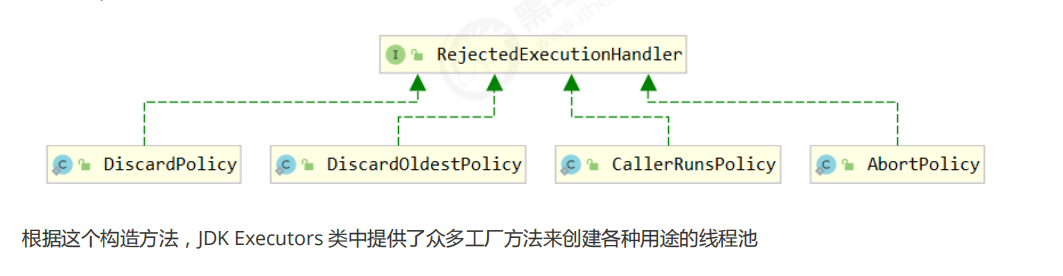 RejectedExecutionHandler
DiscardPolicy DiscardOldestPolicy CallerRunsPolicy AbortPolicy
根据这个构造方法，JDK Executors 类中提供了众多工厂方法来创建各种用途的线程池